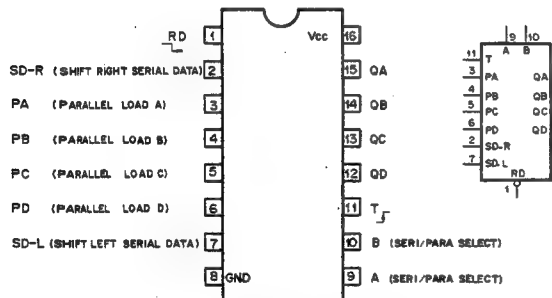 RD 1 Vcc 16
SD-R (SHIFT RIGHT SERIAL DATA) 2 15 QA
PA (PARALLEL LOAD A) 3 14 QB
PB (PARALLEL LOAD B) 4 13 QC
PC (PARALLEL LOAD C) 5 12 QD
PD (PARALLEL LOAD D) 6 11 T
SD-L (SHIFT LEFT SERIAL DATA) 7 10 B (SERI/PARA SELECT)
8 GND 9 A (SERI/PARA SELECT)
9 10
A B
11 T
3 PA QA
4 PB QB
5 PC QC
6 PD QD
2 SD-R
7 SD-L
RD
1